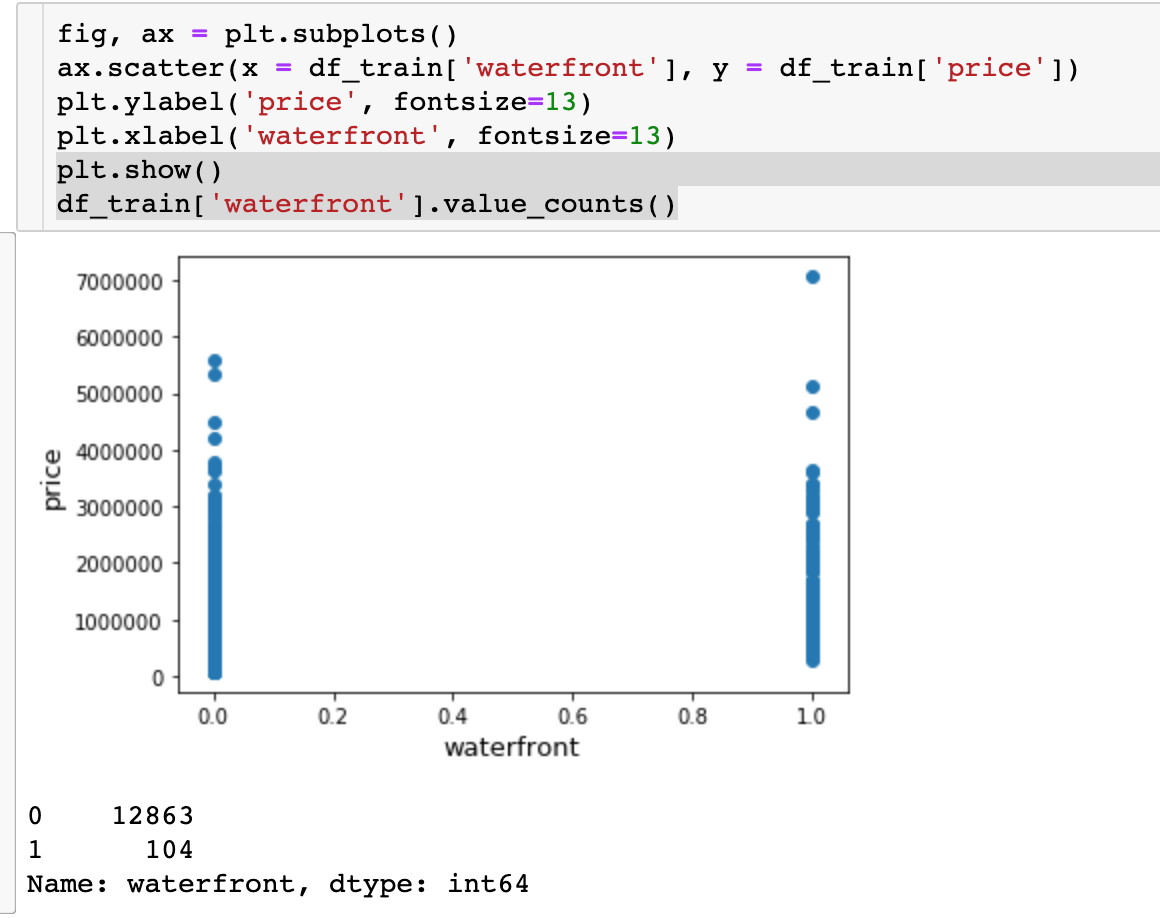 fig, ax = plt.subplots()
ax.scatter(x = df_train['waterfront'], y = df_train['price'])
plt.ylabel('price', fontsize=13)
plt.xlabel('waterfront', fontsize=13)
plt.show()
df_train['waterfront'].value_counts()
7000000
6000000
5000000
4000000
3000000
2000000
1000000
0
price
0.0 0.2 0.4 0.6 0.8 1.0
waterfront
0 12863
1 104
Name: waterfront, dtype: int64